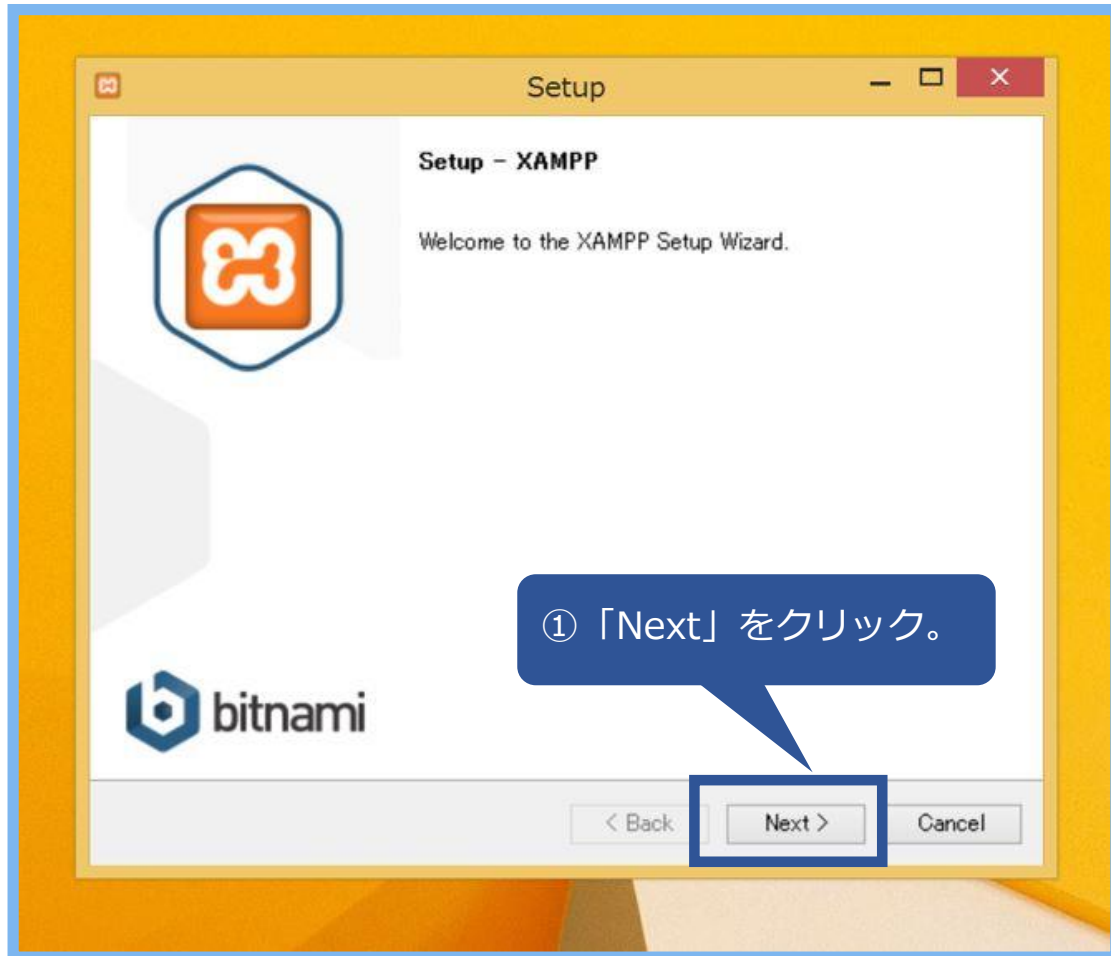 Setup
Setup - XAMPP
Welcome to the XAMPP Setup Wizard.
①「Next」をクリック。
bitnami
< Back
Next >
Cancel